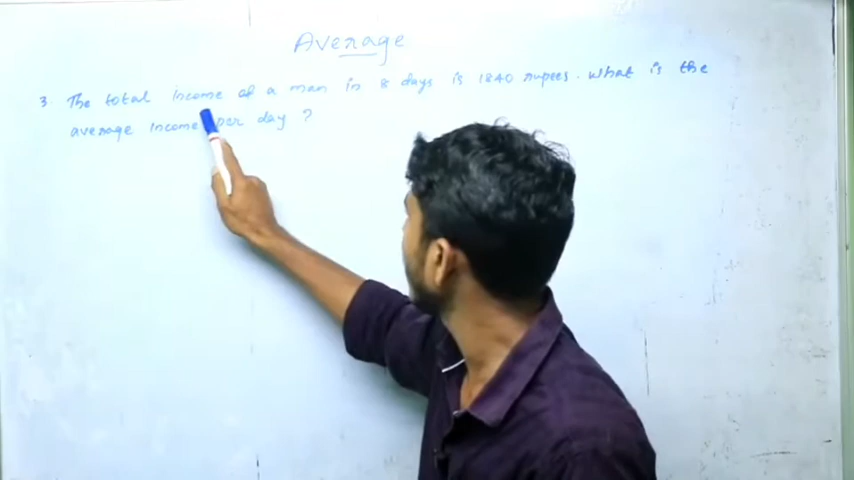 Average
3 The total income of a man in 8 days is 1840 rupees. What is the
average income per day ?